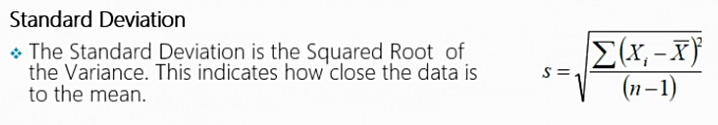 Standard Deviation
❖ The Standard Deviation is the Squared Root of
the Variance. This indicates how close the data is
to the mean.
s = √(∑(Xᵢ – X̅)² / (n–1))